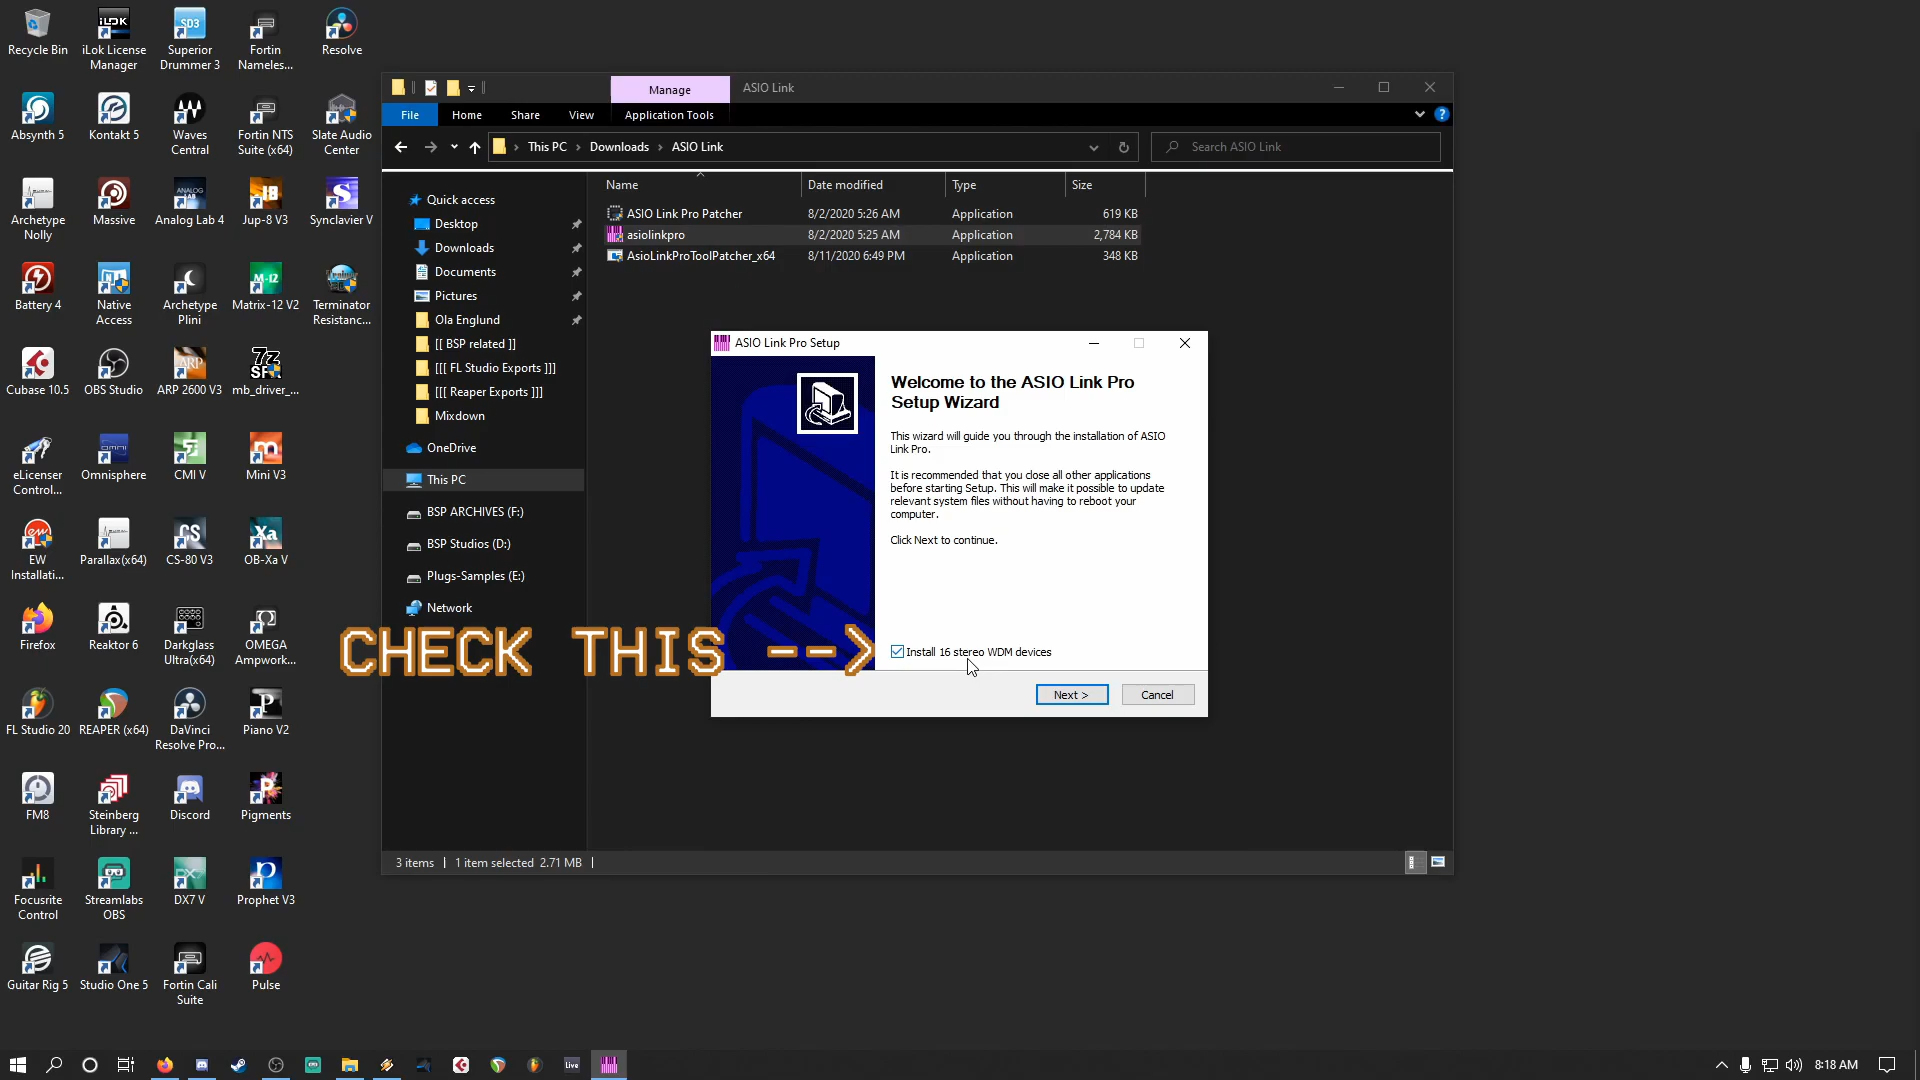 Recycle Bin
iLok License Manager
Superior Drummer 3
Fortin Nameless...
Resolve
Absynth 5
Kontakt 5
Waves Central
Fortin NTS Suite (x64)
Slate Audio Center
Archetype Nolly
Massive
Analog Lab 4
Jup-8 V3
Synclavier V
Battery 4
Native Access
Archetype Plini
Matrix-12 V2
Terminator Resistanc...
Cubase 10.5
OBS Studio
ARP 2600 V3
mb_driver_...
eLicenser Control...
Omnisphere
CMI V
Mini V3
EW Installati...
Parallax(x64)
CS-80 V3
OB-Xa V
Firefox
Reaktor 6
Darkglass Ultra(x64)
OMEGA Ampwork...
FL Studio 20
REAPER (x64)
DaVinci Resolve Pro...
Piano V2
FM8
Steinberg Library ...
Discord
Pigments
Focusrite Control
Streamlabs OBS
DX7 V
Prophet V3
Guitar Rig 5
Studio One 5
Fortin Cali Suite
Pulse
Manage
ASIO Link
File
Home
Share
View
Application Tools
This PC > Downloads > ASIO Link
Search ASIO Link
Name Date modified Type Size
ASIO Link Pro Patcher 8/2/2020 5:26 AM Application 619 KB
asiolinkpro 8/2/2020 5:25 AM Application 2,784 KB
AsioLinkProToolPatcher_x64 8/11/2020 6:49 PM Application 348 KB
Quick access
Desktop
Downloads
Documents
Pictures
Ola Englund
[[ BSP related ]]
[[[ FL Studio Exports ]]]
[[[ Reaper Exports ]]]
Mixdown
OneDrive
This PC
BSP ARCHIVES (F:)
BSP Studios (D:)
Plugs-Samples (E:)
Network
ASIO Link Pro Setup
Welcome to the ASIO Link Pro
Setup Wizard
This wizard will guide you through the installation of ASIO
Link Pro.
It is recommended that you close all other applications
before starting Setup. This will make it possible to update
relevant system files without having to reboot your
computer.
Click Next to continue.
CHECK THIS -->
Install 16 stereo WDM devices
Next >
Cancel
3 items
1 item selected 2.71 MB
8:18 AM